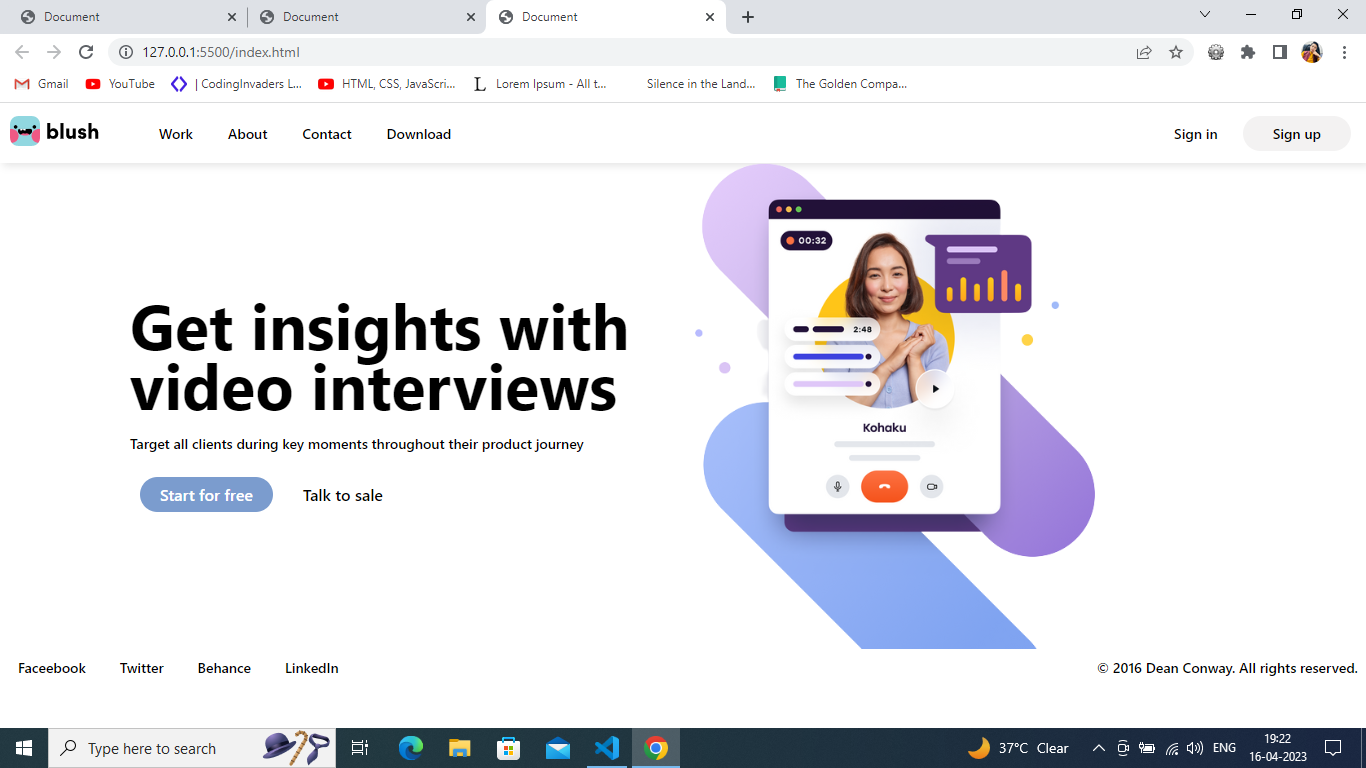 Document Document Document
127.0.0.1:5500/index.html
Gmail YouTube | CodingInvaders L... HTML, CSS, JavaScri... Lorem Ipsum - All t... Silence in the Land... The Golden Compa...
blush Work About Contact Download Sign in Sign up
00:32
2:48
Get insights with
video interviews
Kohaku
Target all clients during key moments throughout their product journey
Start for free Talk to sale
Faceebook Twitter Behance LinkedIn © 2016 Dean Conway. All rights reserved.
Type here to search 37°C Clear ENG 19:22
16-04-2023